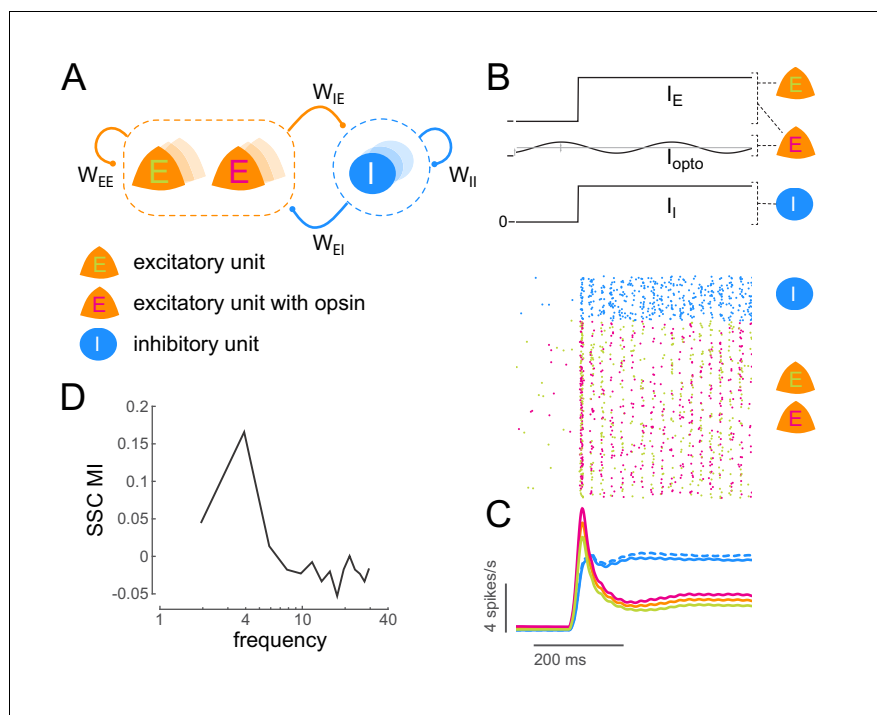 A
W_IE
E
E
I
W_EE
W_II
W_EI
E excitatory unit
E excitatory unit with opsin
I inhibitory unit
B
I_E
E
I_opto
E
0
I_I
I
I
E
E
C
4 spikes/s
200 ms
D
0.2
0.15
0.1
0.05
0
-0.05
SSC MI
1
4
10
40
frequency